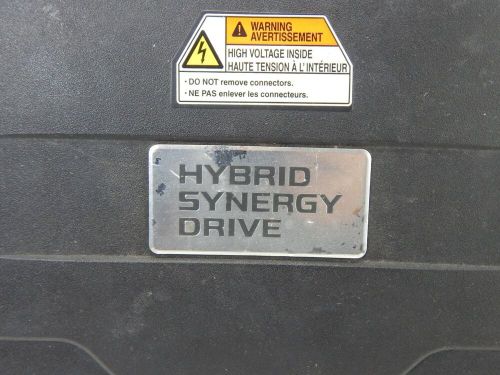 WARNING
AVERTISSEMENT
HIGH VOLTAGE INSIDE
HAUTE TENSION À L'INTÉRIEUR
· DO NOT remove connectors.
· NE PAS enlever les connecteurs.
HYBRID
SYNERGY
DRIVE